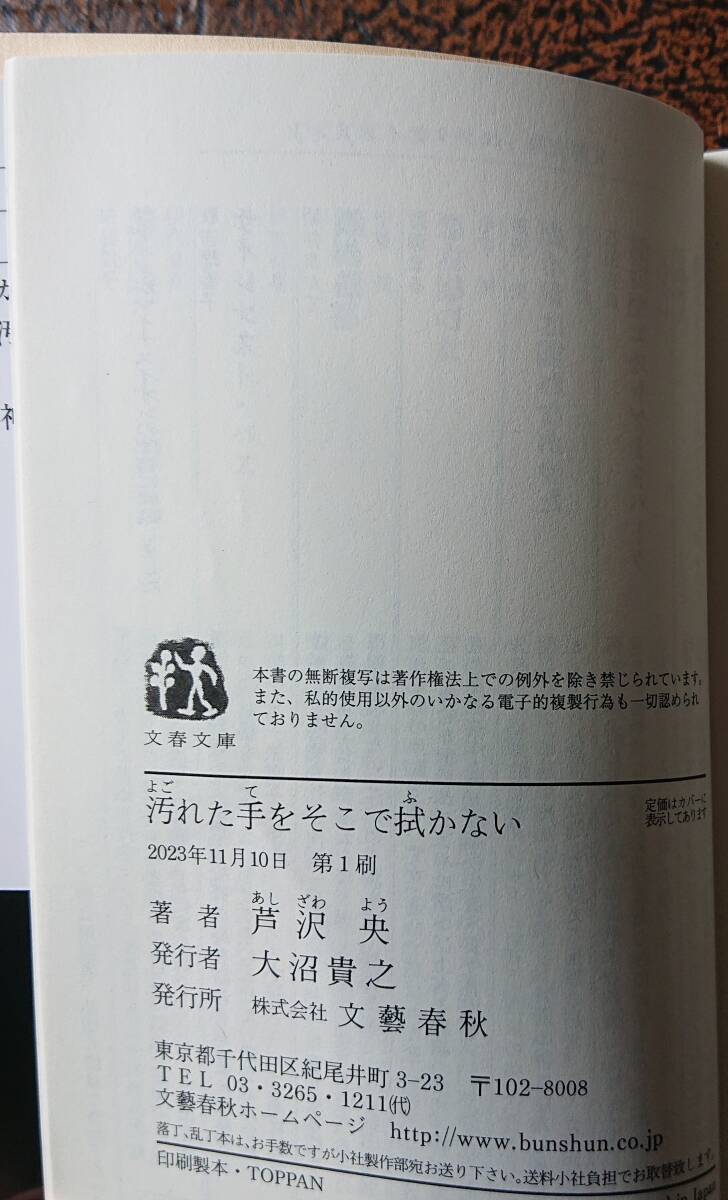 本書の無断複写は著作権法上での例外を除き禁じられています。
また、私的使用以外のいかなる電子的複製行為も一切認められ
ておりません。
文春文庫
よご て ふ
汚れた手をそこで拭かない
定価はカバーに
表示してあります
2023年11月10日 第1刷
あし ざわ よう
著者 芦沢 央
発行者 大沼貴之
発行所 株式会社 文藝春秋
東京都千代田区紀尾井町 3-23 〒102-8008
TEL 03・3265・1211㈹
文藝春秋ホームページ http://www.bunshun.co.jp
落丁、乱丁本は、お手数ですが小社製作部宛お送り下さい。送料小社負担でお取替致します。
印刷製本・TOPPAN